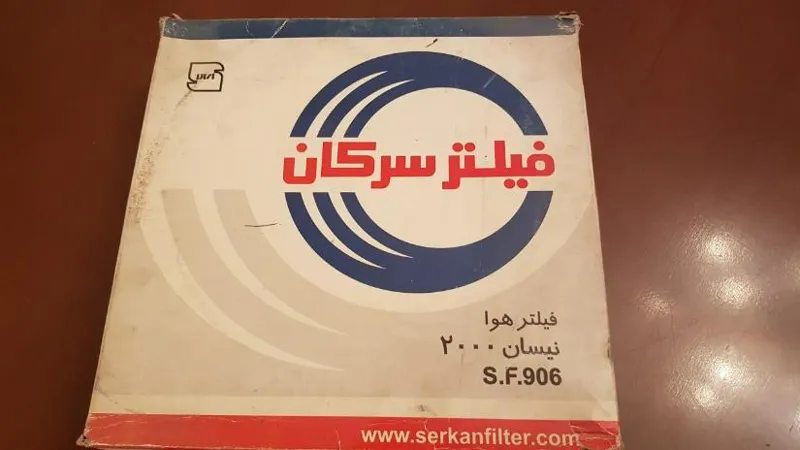 فیلتر سرکان
فیلتر هوا
نیسان ۲۰۰۰
S.F.906
www.serkanfilter.com